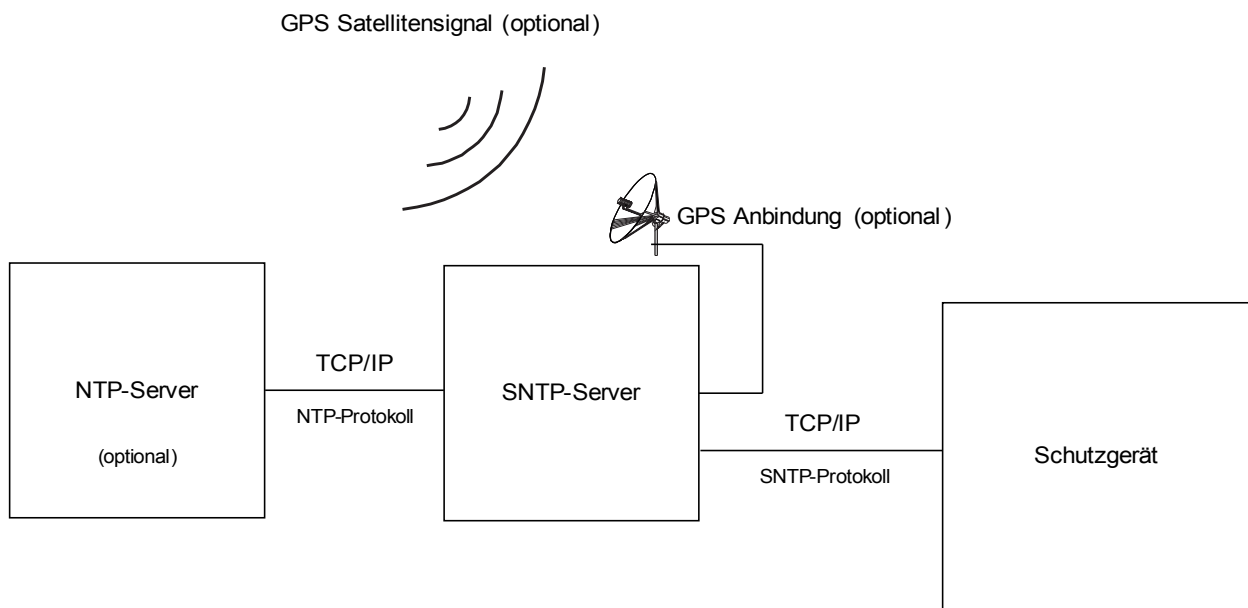 GPS Satellitensignal (optional)
GPS Anbindung (optional)
NTP-Server
(optional)
TCP/IP
NTP-Protokoll
SNTP-Server
TCP/IP
SNTP-Protokoll
Schutzgerät